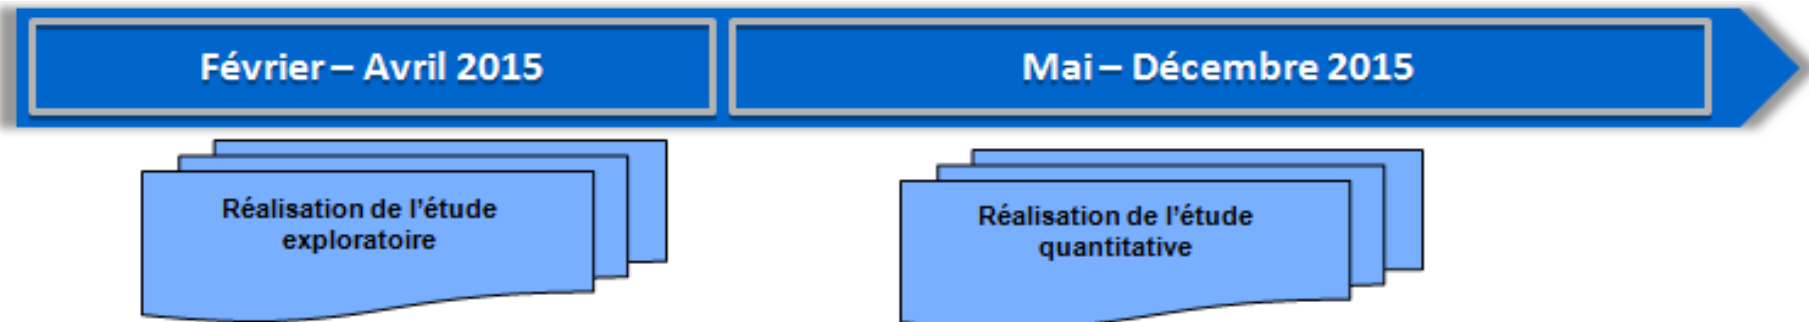 Février – Avril 2015
Mai – Décembre 2015
Réalisation de l'étude
exploratoire
Réalisation de l'étude
quantitative